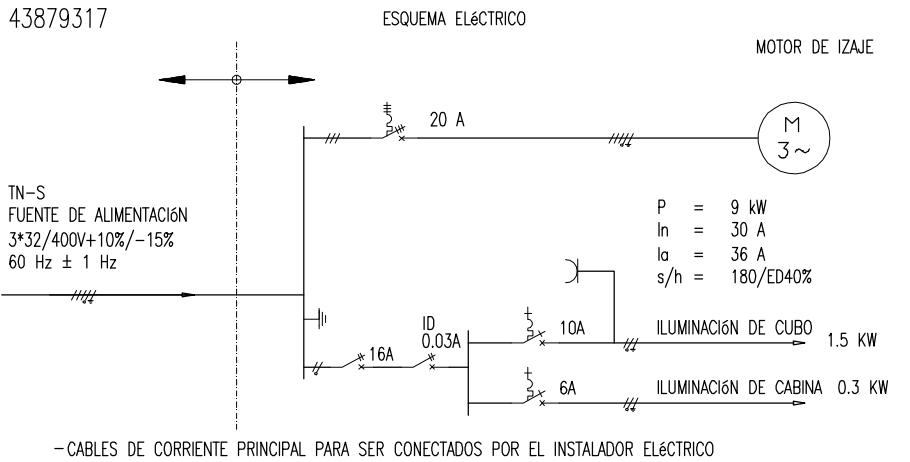 43879317
ESQUEMA ELéCTRICO
MOTOR DE IZAJE
20 A
M
3~
TN-S
FUENTE DE ALIMENTACIóN
3*32/400V+10%/-15%
60 Hz ± 1 Hz
P = 9 kW
In = 30 A
Ia = 36 A
s/h = 180/ED40%
ID
0.03A
16A
10A
ILUMINACIóN DE CUBO
1.5 KW
6A
ILUMINACIóN DE CABINA 0.3 KW
-CABLES DE CORRIENTE PRINCIPAL PARA SER CONECTADOS POR EL INSTALADOR ELéCTRICO